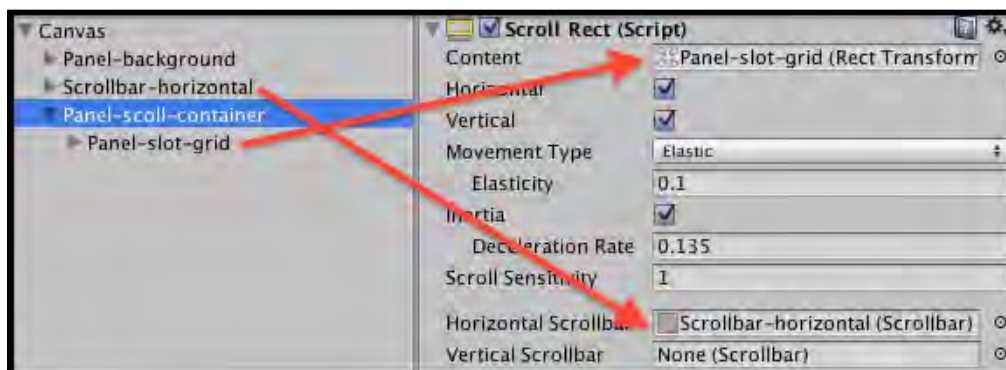 Canvas
Panel-background
Scrollbar-horizontal
Panel-scoll-container
Panel-slot-grid
Scroll Rect (Script)
Content Panel-slot-grid (Rect Transform
Horizontal
Vertical
Movement Type Elastic
Elasticity 0.1
Inertia
Deceleration Rate 0.135
Scroll Sensitivity 1
Horizontal Scrollbar Scrollbar-horizontal (Scrollbar)
Vertical Scrollbar None (Scrollbar)